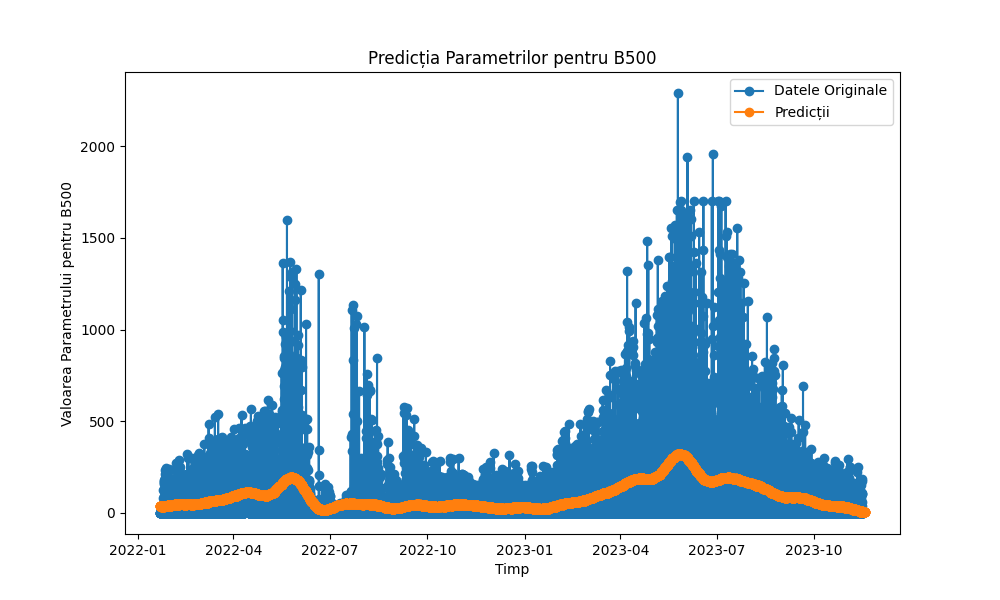 Predicția Parametrilor pentru B500
Datele Originale
Predicții
Valoarea Parametrului pentru B500
2000
1500
1000
500
0
2022-01 2022-04 2022-07 2022-10 2023-01 2023-04 2023-07 2023-10
Timp